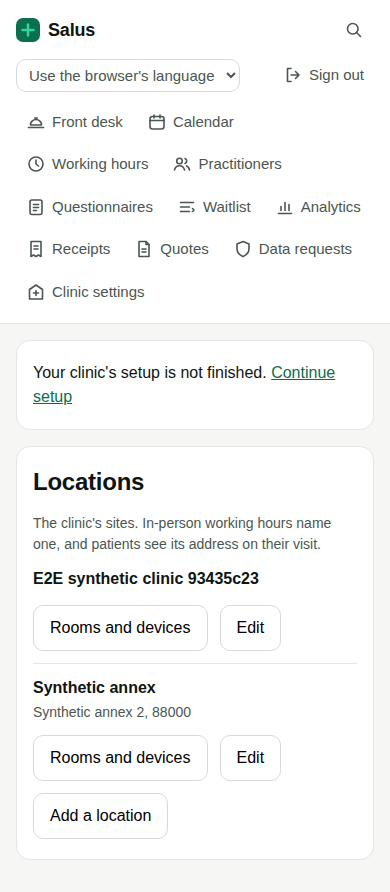 Salus
Use the browser's language
Sign out
Front desk
Calendar
Working hours
Practitioners
Questionnaires
Waitlist
Analytics
Receipts
Quotes
Data requests
Clinic settings
Your clinic's setup is not finished. Continue
setup
Locations
The clinic's sites. In-person working hours name
one, and patients see its address on their visit.
E2E synthetic clinic 93435c23
Rooms and devices
Edit
Synthetic annex
Synthetic annex 2, 88000
Rooms and devices
Edit
Add a location